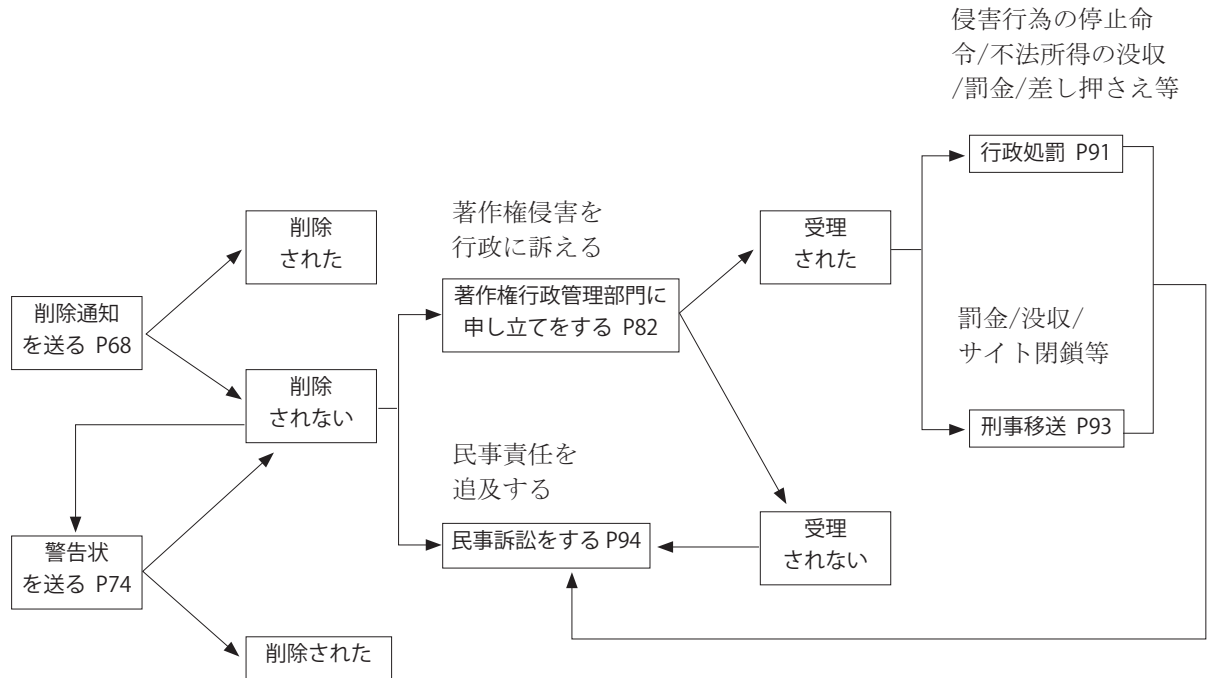 侵害行為の停止命
令/不法所得の没収
/罰金/差し押さえ等
行政処罰 P91
著作権侵害を
行政に訴える
削除
された
受理
された
著作権行政管理部門に
申し立てをする P82
削除通知
を送る P68
罰金/没収/
サイト閉鎖等
削除
されない
刑事移送 P93
民事責任を
追及する
民事訴訟をする P94
受理
されない
警告状
を送る P74
削除された